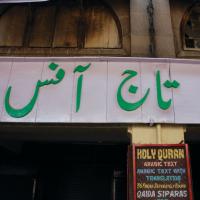 تاج آفس
HOLY QURAN
ARABIC TEXT
ARABIC TEXT WITH
TRANSLATION
QAIDA SIPARAS